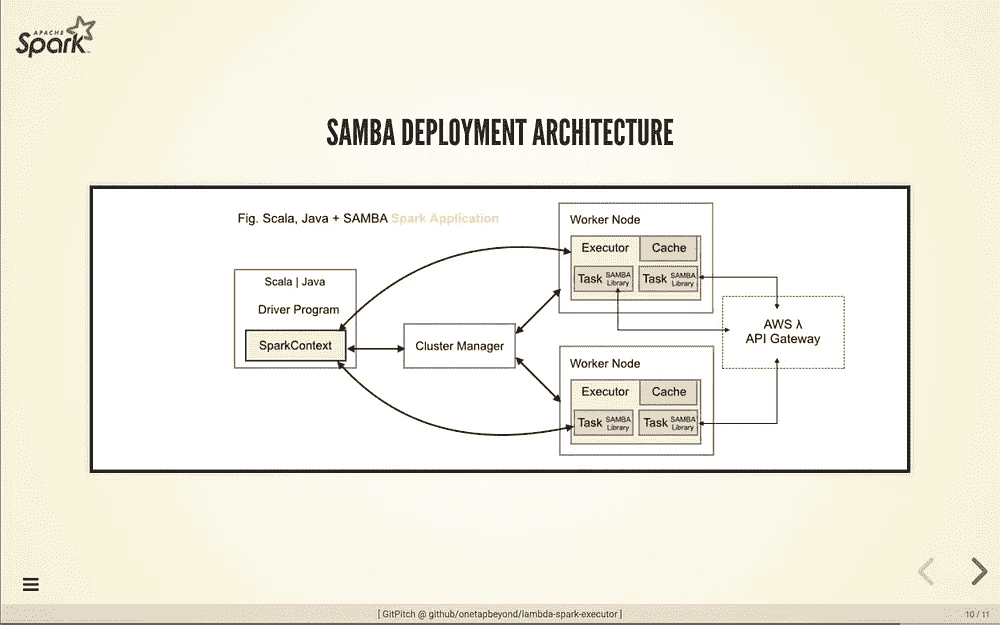 APACHE
Spark
SAMBA DEPLOYMENT ARCHITECTURE
Fig. Scala, Java + SAMBA Spark Application
Scala | Java
Driver Program
SparkContext
Cluster Manager
Worker Node
Executor
Cache
Task SAMBA
Library
Task SAMBA
Library
Worker Node
Executor
Cache
Task SAMBA
Library
Task SAMBA
Library
AWS λ
API Gateway
[ GitPitch @ github/onetapbeyond/lambda-spark-executor ]
10 / 11